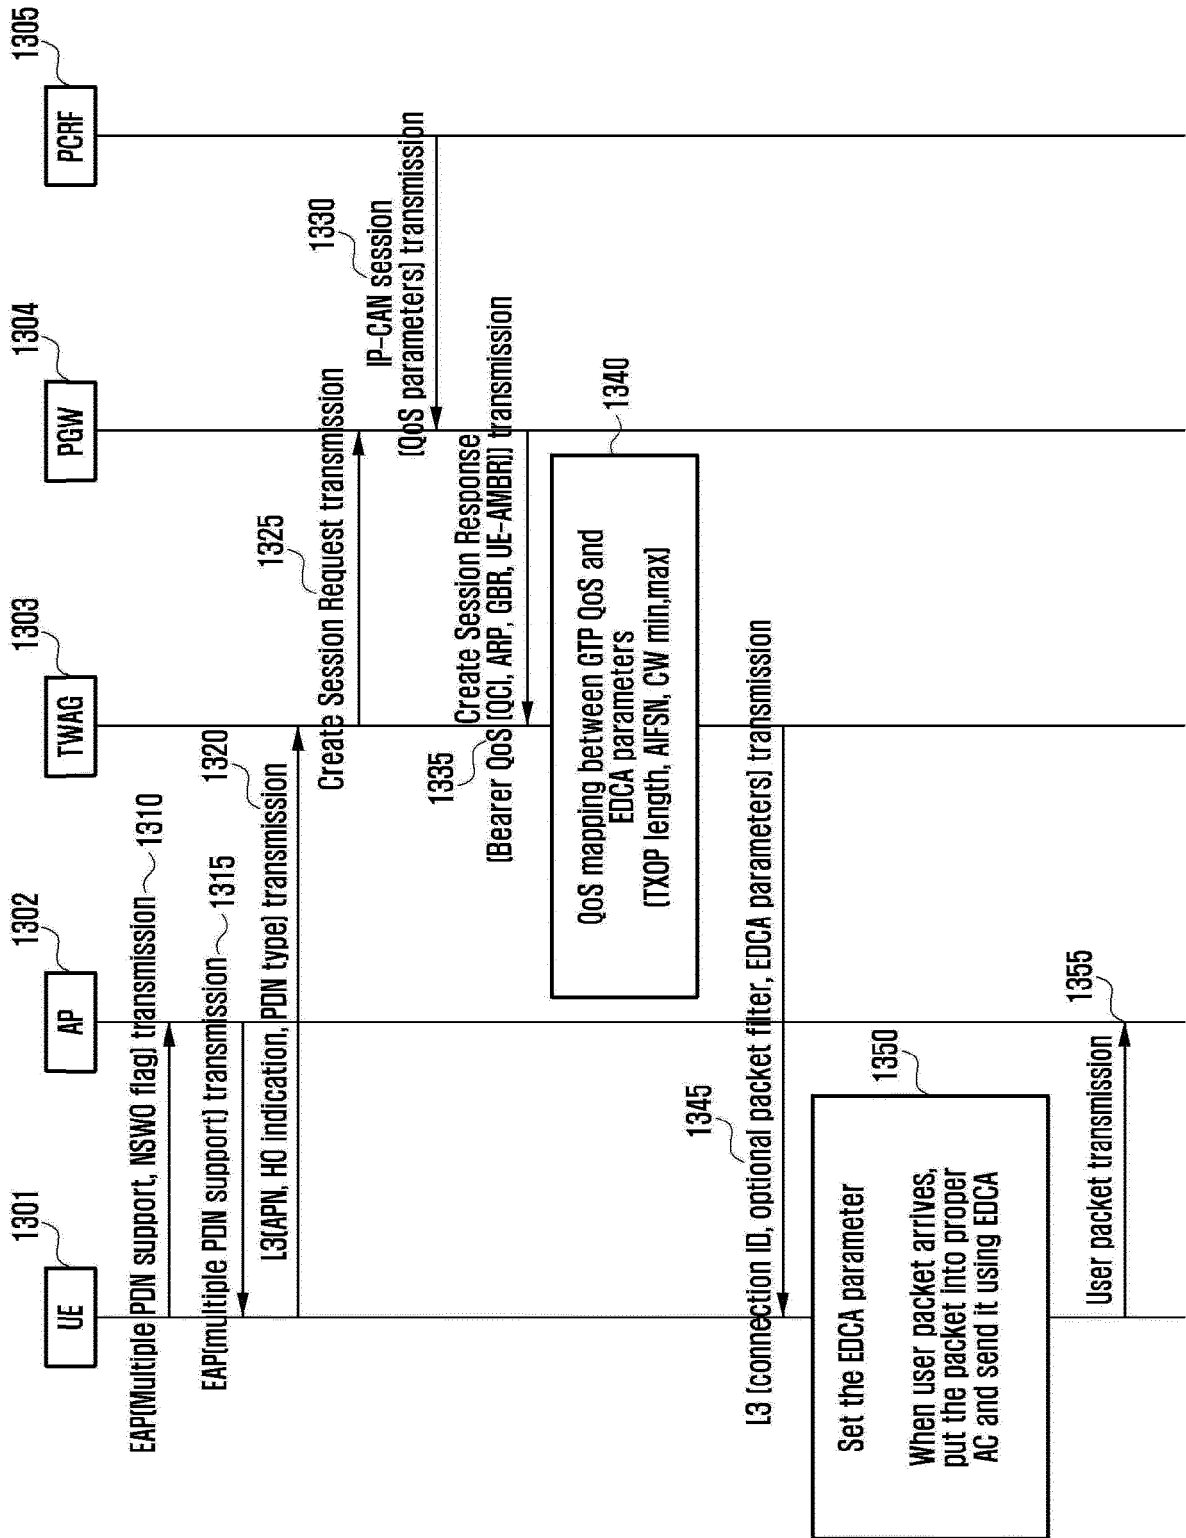 UE
1301
AP
1302
TWAG
1303
PGW
1304
PCRF
1305
EAP(Multiple PDN support, NSWO flag) transmission
1310
EAP(multiple PDN support) transmission
1315
L3(APN, HO indication, PDN type) transmission
1320
1325
Create Session Request transmission
1330
IP-CAN session
(QoS parameters) transmission
1335
Create Session Response
(Bearer QoS (QCI, ARP, GBR, UE-AMBR)) transmission
1340
QoS mapping between GTP QoS and
EDCA parameters
(TXOP length, AIFSN, CW min,max)
1345
L3 (connection ID, optional packet filter, EDCA parameters) transmission
1350
Set the EDCA parameter
When user packet arrives,
put the packet into proper
AC and send it using EDCA
User packet transmission
1355